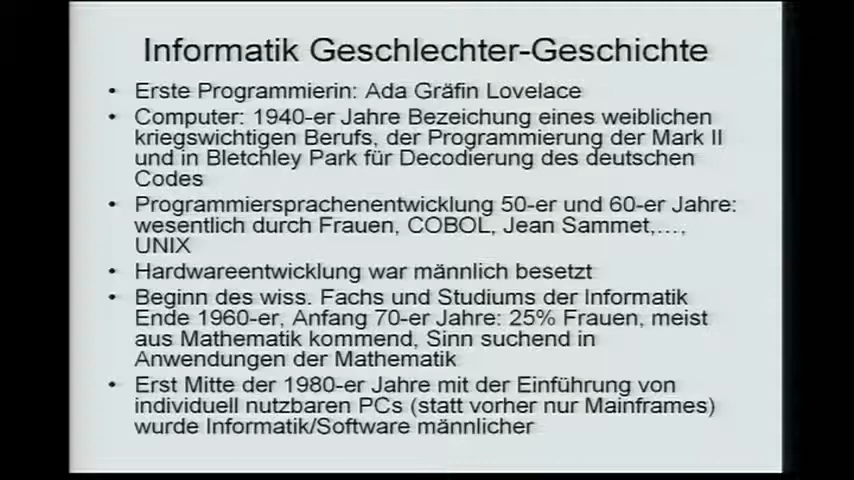 Informatik Geschlechter-Geschichte
• Erste Programmierin: Ada Gräfin Lovelace
• Computer: 1940-er Jahre Bezeichung eines weiblichen
kriegswichtigen Berufs, der Programmierung der Mark II
und in Bletchley Park für Decodierung des deutschen
Codes
• Programmiersprachenentwicklung 50-er und 60-er Jahre:
wesentlich durch Frauen, COBOL, Jean Sammet,…,
UNIX
• Hardwareentwicklung war männlich besetzt
• Beginn des wiss. Fachs und Studiums der Informatik
Ende 1960-er, Anfang 70-er Jahre: 25% Frauen, meist
aus Mathematik kommend, Sinn suchend in
Anwendungen der Mathematik
• Erst Mitte der 1980-er Jahre mit der Einführung von
individuell nutzbaren PCs (statt vorher nur Mainframes)
wurde Informatik/Software männlicher